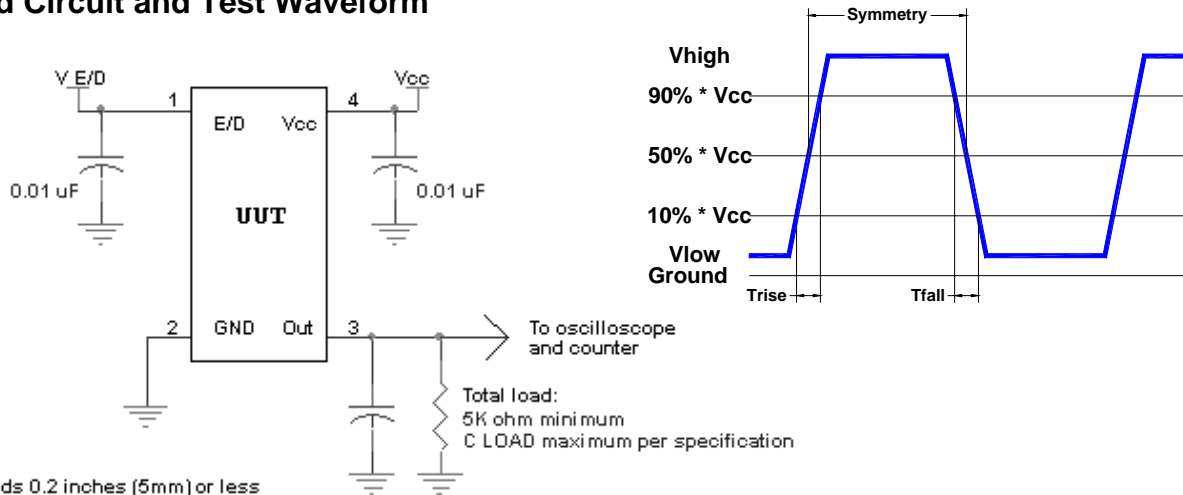 Circuit and Test Waveform
V E/D
Vcc
1
4
E/D Vcc
0.01 uF
0.01 uF
UUT
2
GND Out
3
To oscilloscope
and counter
Total load:
5K ohm minimum
C LOAD maximum per specification
0.2 inches (5mm) or less
Symmetry
Vhigh
90% * Vcc
50% * Vcc
10% * Vcc
Vlow
Ground
Trise
Tfall